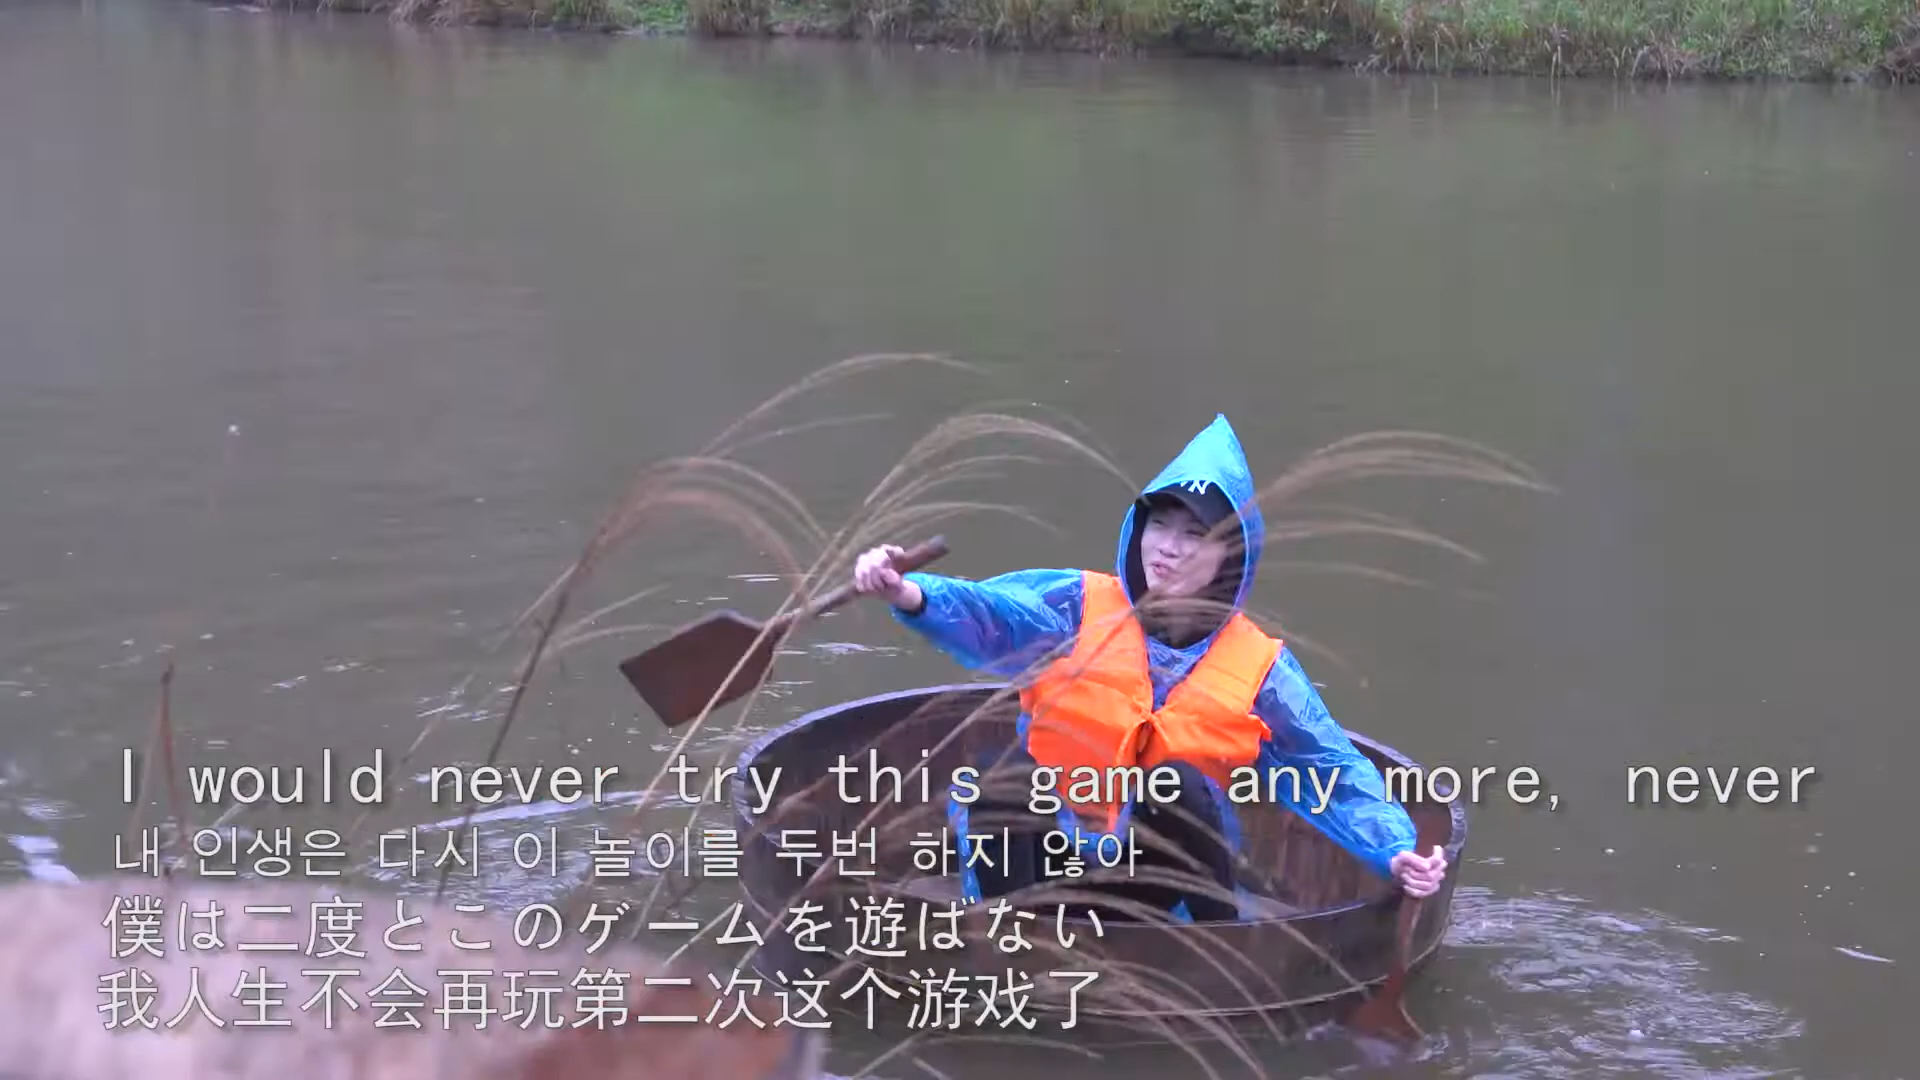 I would never try this game any more, never
내 인생은 다시 이 놀이를 두번 하지 않아
僕は二度とこのゲームを遊ばない
我人生不会再玩第二次这个游戏了